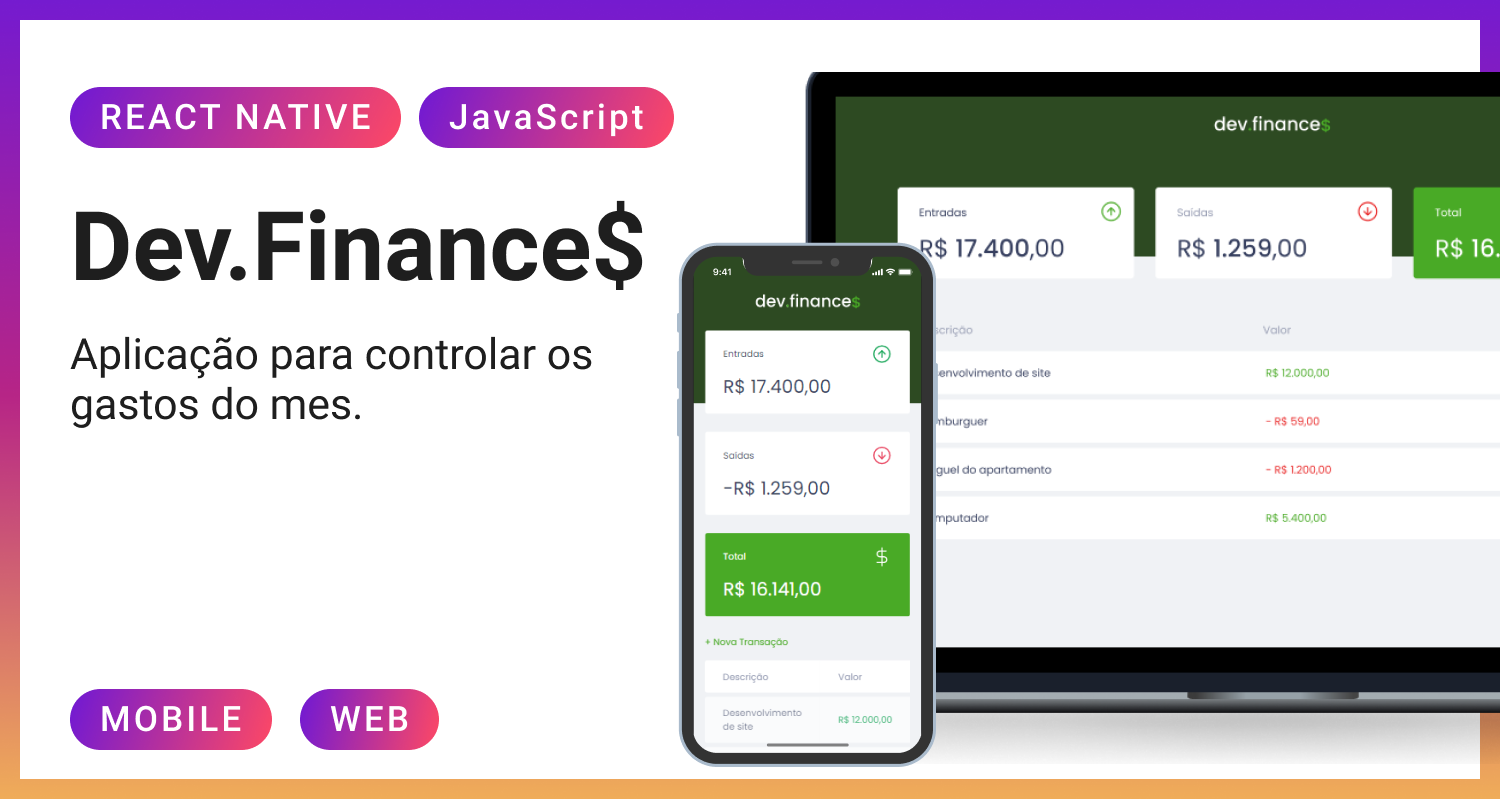 REACT NATIVE
JavaScript
Dev.Finance$
Aplicação para controlar os
gastos do mes.
MOBILE
WEB
9:41
dev.finance$
Entradas
R$ 17.400,00
Saídas
-R$ 1.259,00
Total
$
R$ 16.141,00
+ Nova Transação
Descrição Valor
Desenvolvimento
de site
R$ 12.000,00
dev.finance$
Entradas
R$ 17.400,00
Saídas
R$ 1.259,00
Total
R$ 16.
scrição Valor
envolvimento de site R$ 12.000,00
mburguer - R$ 59,00
guel do apartamento - R$ 1.200,00
mputador R$ 5.400,00